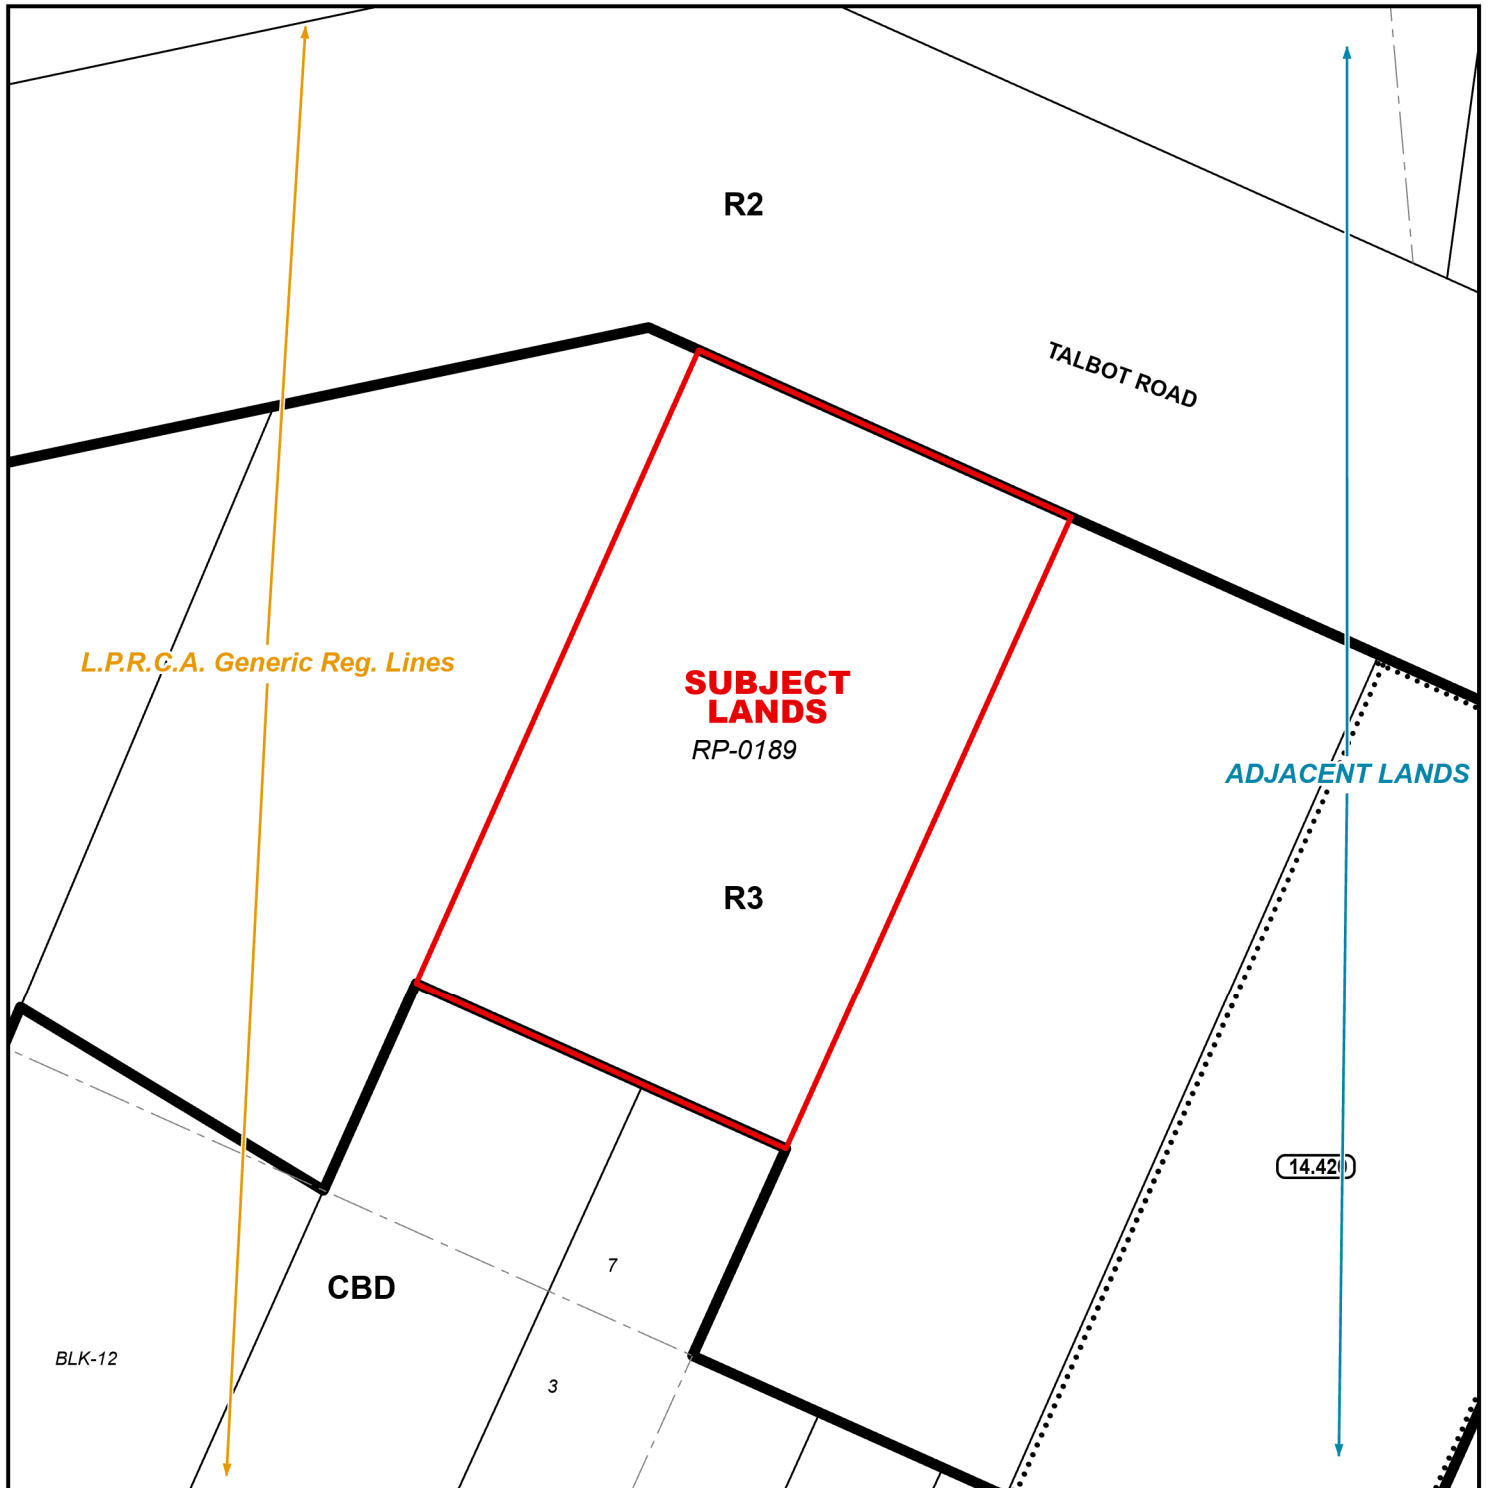 R2
TALBOT ROAD
L.P.R.C.A. Generic Reg. Lines
SUBJECT
LANDS
RP-0189
ADJACENT LANDS
R3
14.420
7
CBD
BLK-12
3